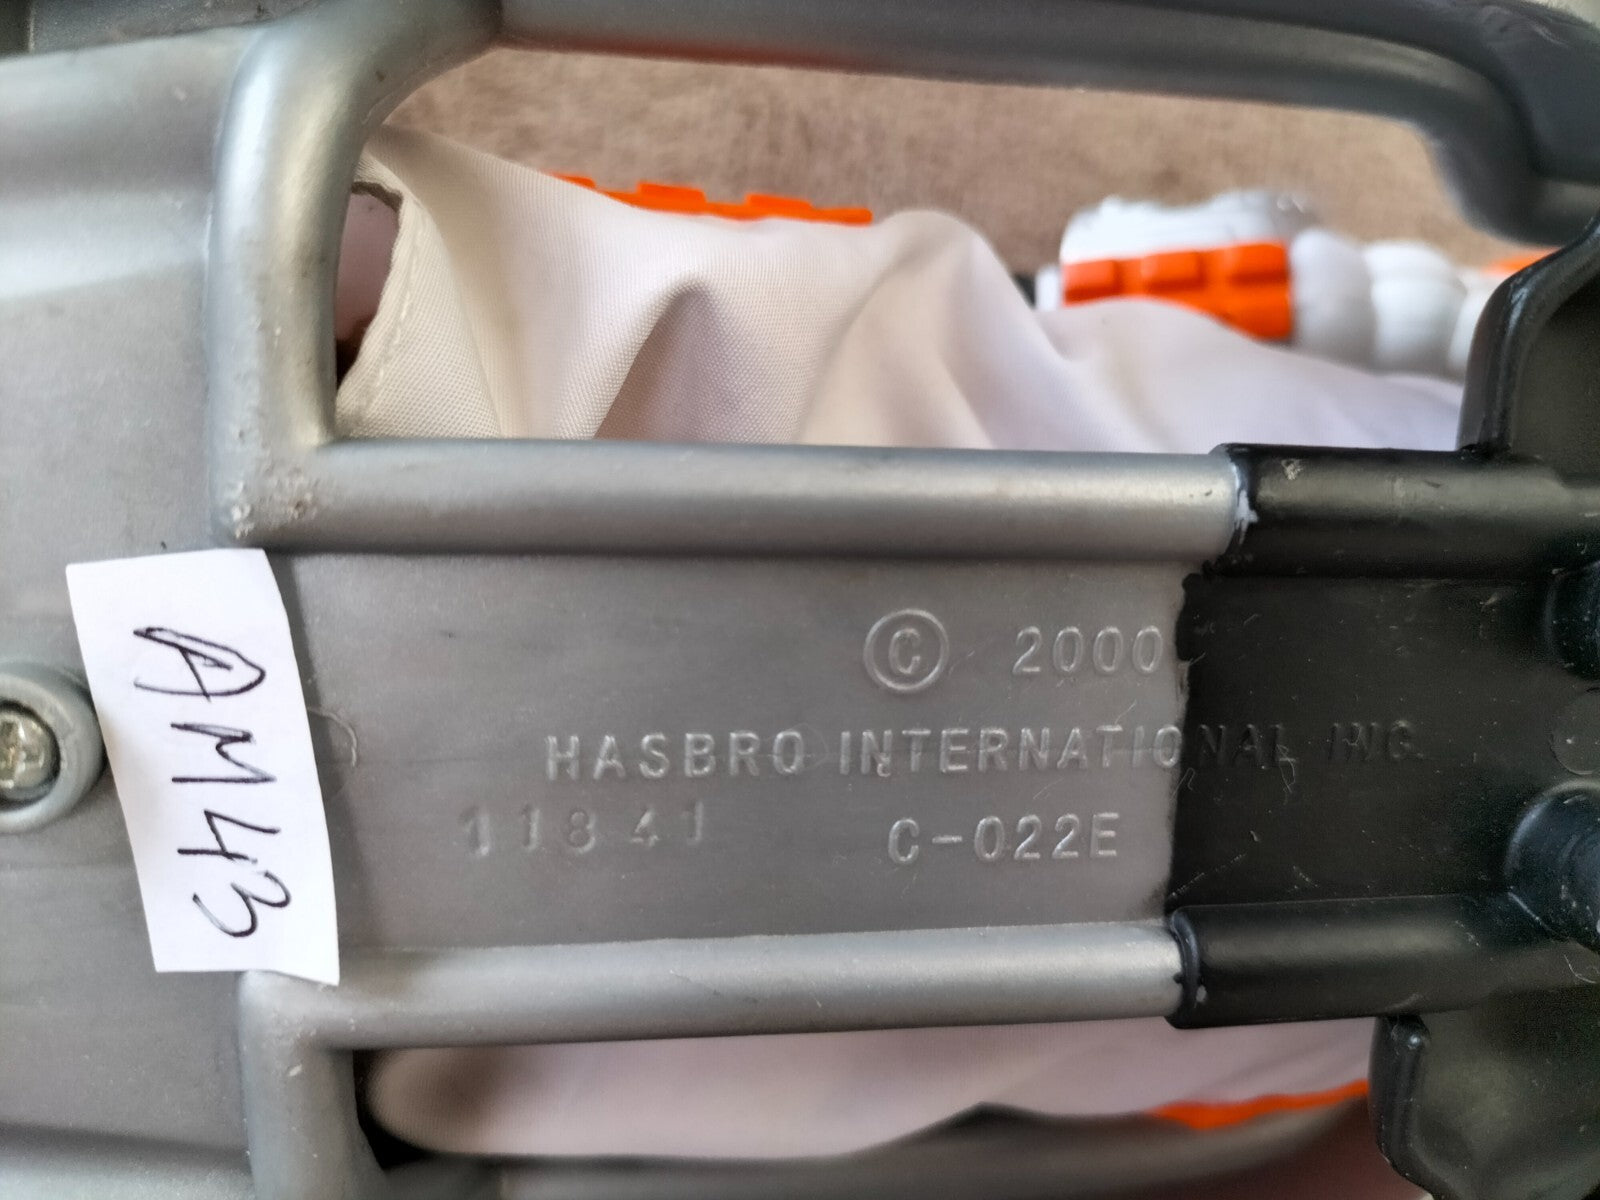 AM43
© 2000
HASBRO INTERNATIONAL INC.
11841 C-022E